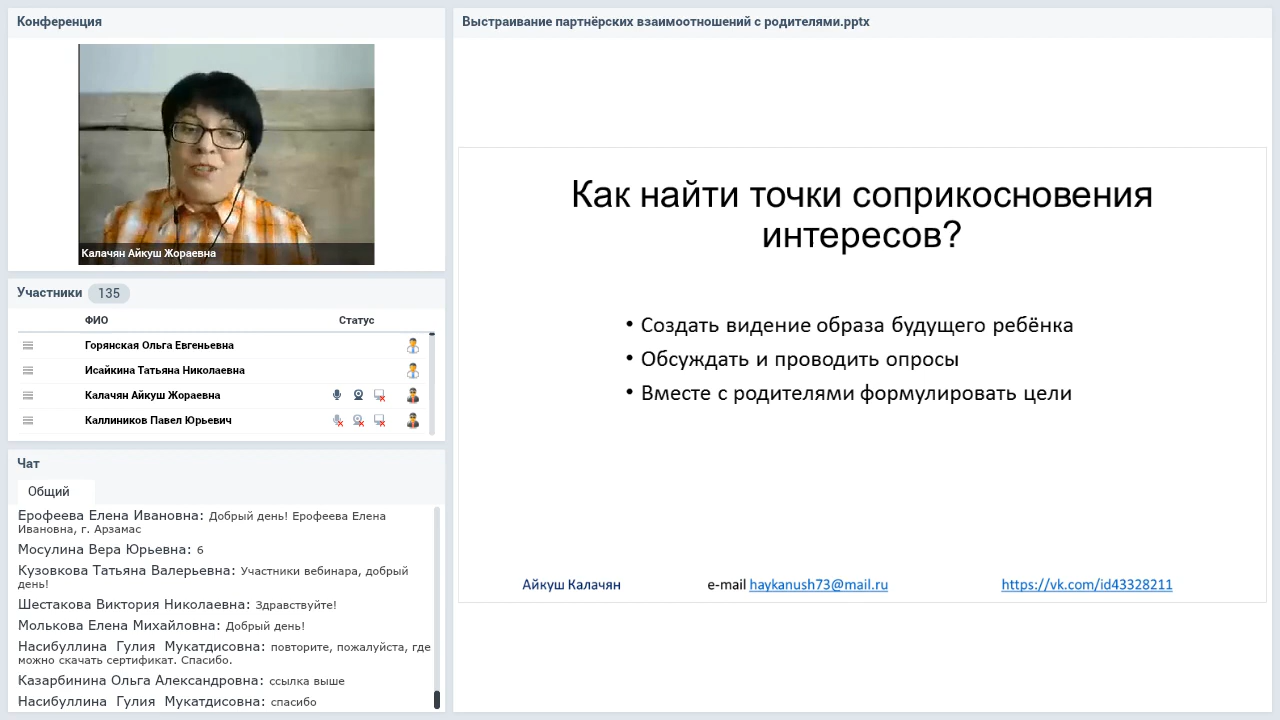 Конференция
Калачян Айкуш Жораевна
Участники 135
ФИО Статус
Горянская Ольга Евгеньевна
Исайкина Татьяна Николаевна
Калачян Айкуш Жораевна
Каллиников Павел Юрьевич
Чат
Общий
Ерофеева Елена Ивановна: Добрый день! Ерофеева Елена
Ивановна, г. Арзамас
Мосулина Вера Юрьевна: 6
Кузовкова Татьяна Валерьевна: Участники вебинара, добрый
день!
Шестакова Виктория Николаевна: Здравствуйте!
Молькова Елена Михайловна: Добрый день!
Насибуллина Гулия Мукатдисовна: повторите, пожалуйста, где
можно скачать сертификат. Спасибо.
Казарбинина Ольга Александровна: ссылка выше
Насибуллина Гулия Мукатдисовна: спасибо
Выстраивание партнёрских взаимоотношений с родителями.pptx
Как найти точки соприкосновения
интересов?
• Создать видение образа будущего ребёнка
• Обсуждать и проводить опросы
• Вместе с родителями формулировать цели
Айкуш Калачян e-mail haykanush73@mail.ru https://vk.com/id43328211